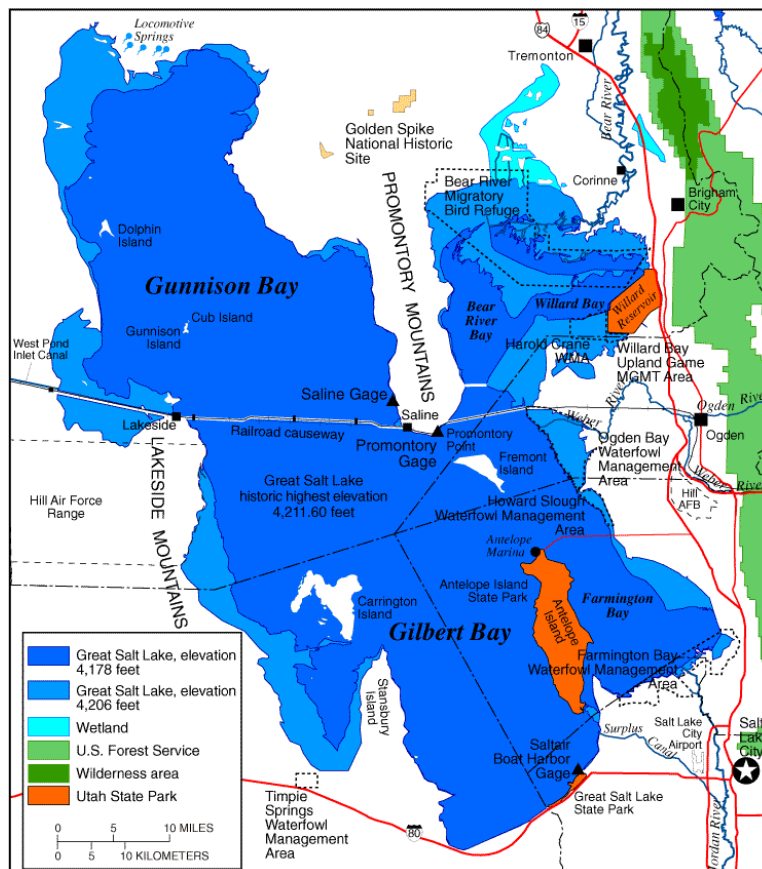 Locomotive
Springs
84
15
Tremonton
Bear River
Golden Spike
National Historic
Site
PROMONTORY MOUNTAINS
Bear River
Migratory
Bird Refuge
Corinne
Brigham
City
Dolphin
Island
Gunnison Bay
Cub Island
Gunnison
Island
Bear
River
Bay
Willard Bay
Willard
Reservoir
West Pond
Inlet Canal
Harold Crane
WMA
Willard Bay
Upland Game
MGMT Area
Saline Gage
Saline
Lakeside
Railroad causeway
Promontory
Gage
Promontory
Point
Weber
River
Ogden
River
Ogden
Ogden Bay
Waterfowl
Management
Area
Weber
River
Hill
AFB
LAKESIDE MOUNTAINS
Hill Air Force
Range
Great Salt Lake
historic highest elevation
4,211.60 feet
Fremont
Island
Howard Slough
Waterfowl Management
Area
Antelope
Marina
Antelope Island
State Park
Antelope
Island
Farmington
Bay
Carrington
Island
Gilbert Bay
Farmington Bay
Waterfowl Management
Area
Stansbury
Island
Surplus
Canal
Salt Lake
City
Airport
Salt
Lake
City
Saltair
Boat Harbor
Gage
Great Salt Lake
State Park
Jordan River
Timpie
Springs
Waterfowl
Management
Area
80
Great Salt Lake, elevation
4,178 feet
Great Salt Lake, elevation
4,206 feet
Wetland
U.S. Forest Service
Wilderness area
Utah State Park
0 5 10 MILES
0 5 10 KILOMETERS